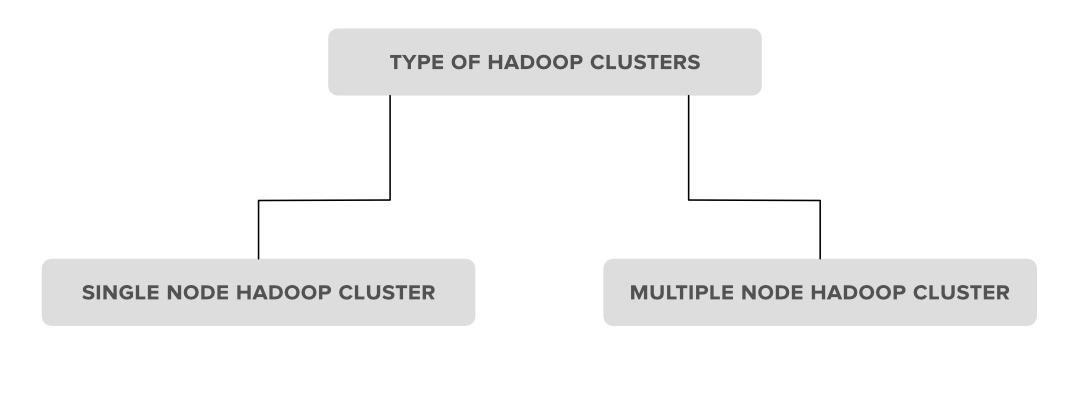 TYPE OF HADOOP CLUSTERS
SINGLE NODE HADOOP CLUSTER
MULTIPLE NODE HADOOP CLUSTER